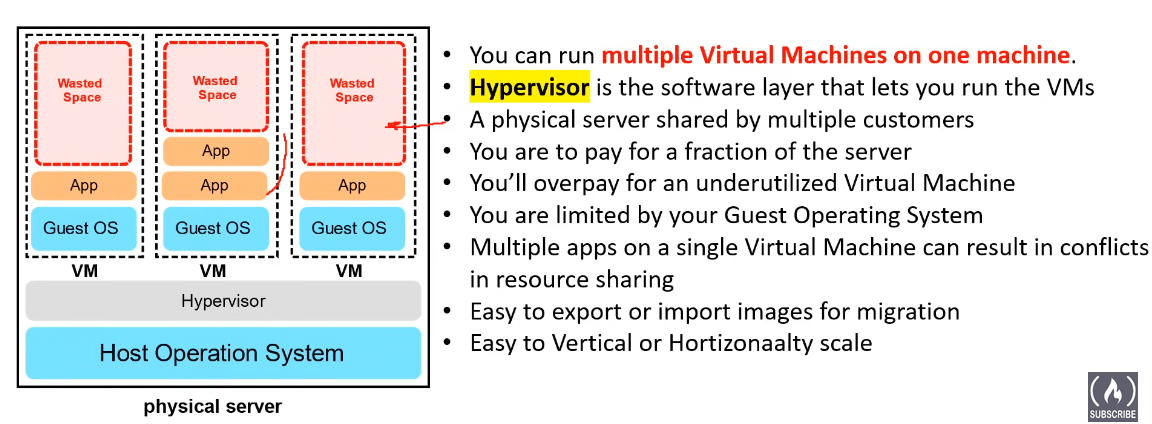 Wasted
Space
Wasted
Space
Wasted
Space
App
App
App
App
Guest OS
Guest OS
Guest OS
VM
VM
VM
Hypervisor
Host Operation System
physical server
• You can run multiple Virtual Machines on one machine.
• Hypervisor is the software layer that lets you run the VMs
• A physical server shared by multiple customers
• You are to pay for a fraction of the server
• You’ll overpay for an underutilized Virtual Machine
• You are limited by your Guest Operating System
• Multiple apps on a single Virtual Machine can result in conflicts
in resource sharing
• Easy to export or import images for migration
• Easy to Vertical or Hortizonaalty scale
SUBSCRIBE